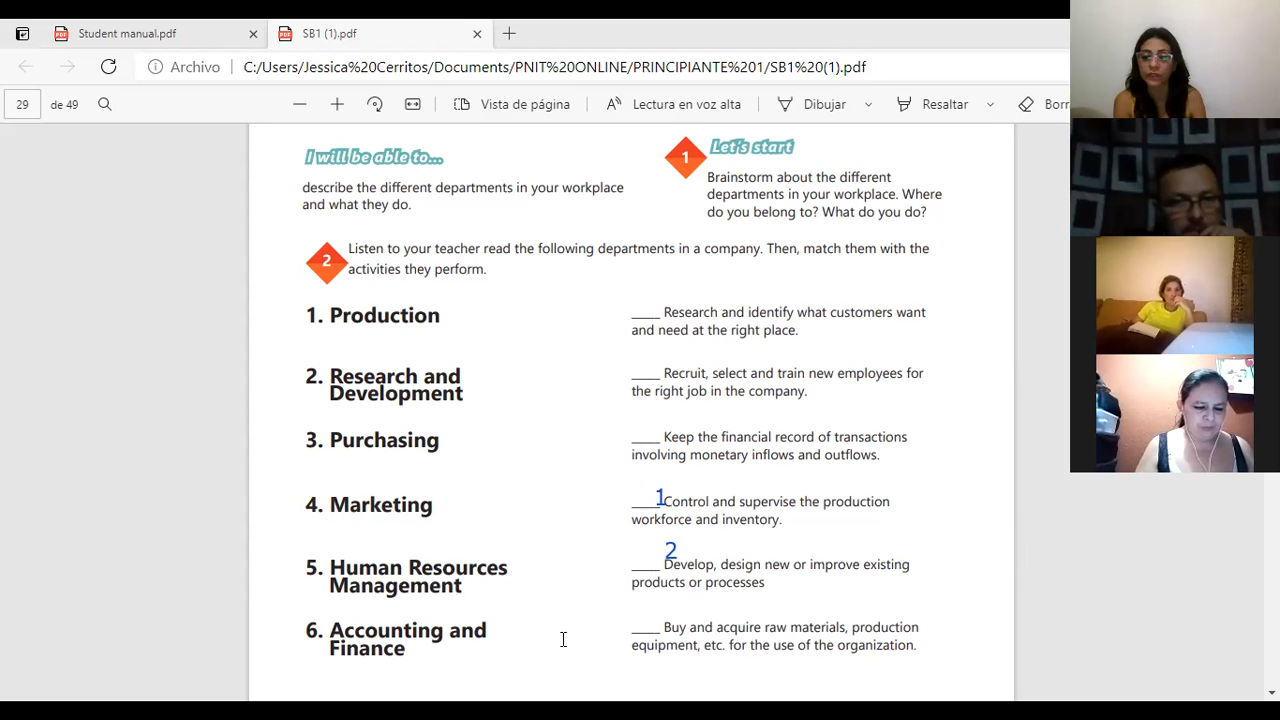 Student manual.pdf
SB1 (1).pdf
Archivo
C:/Users/Jessica%20Cerritos/Documents/PNIT%20ONLINE/PRINCIPIANTE%201/SB1%20(1).pdf
29
de 49
Vista de página
Lectura en voz alta
Dibujar
Resaltar
Borr
I will be able to...
describe the different departments in your workplace
and what they do.
1
Let's start
Brainstorm about the different
departments in your workplace. Where
do you belong to? What do you do?
2
Listen to your teacher read the following departments in a company. Then, match them with the
activities they perform.
1. Production
_____ Research and identify what customers want
and need at the right place.
2. Research and
Development
_____ Recruit, select and train new employees for
the right job in the company.
3. Purchasing
_____ Keep the financial record of transactions
involving monetary inflows and outflows.
4. Marketing
_____ 1 Control and supervise the production
workforce and inventory.
5. Human Resources
Management
2
_____ Develop, design new or improve existing
products or processes
6. Accounting and
Finance
_____ Buy and acquire raw materials, production
equipment, etc. for the use of the organization.